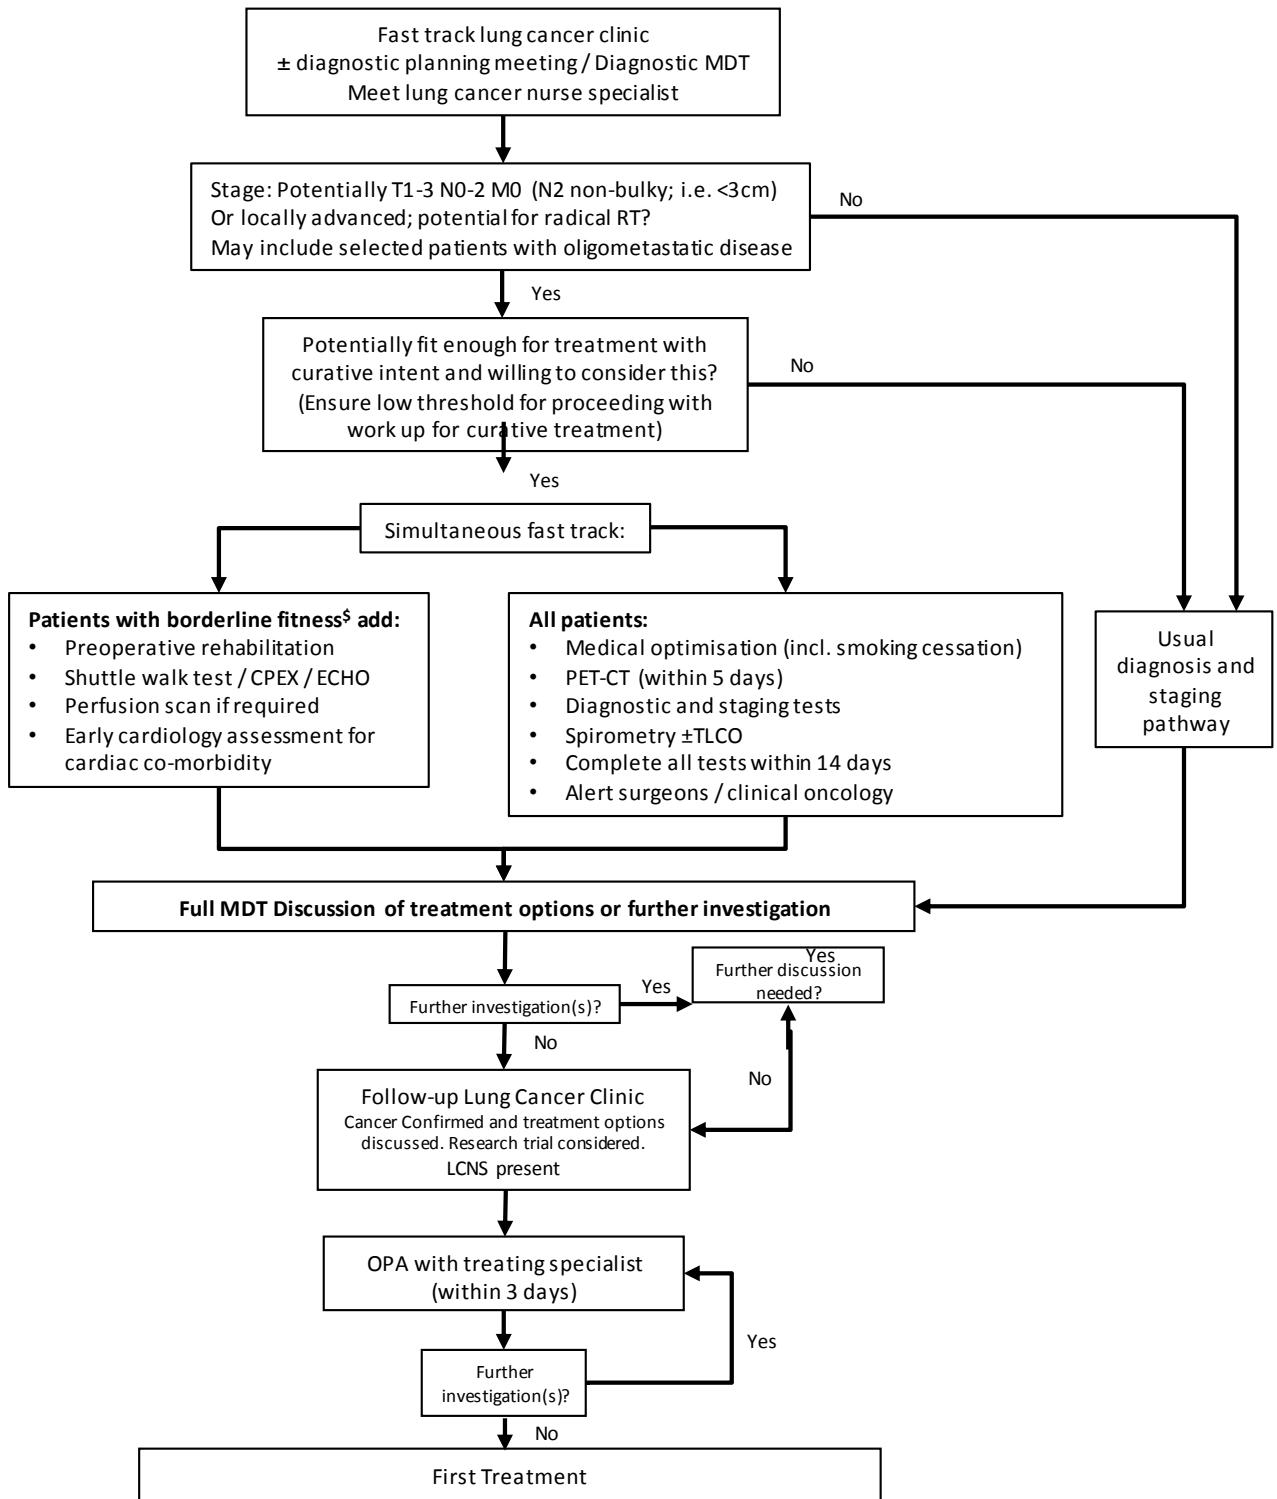 Fast track lung cancer clinic
± diagnostic planning meeting / Diagnostic MDT
Meet lung cancer nurse specialist
Stage: Potentially T1-3 N0-2 M0 (N2 non-bulky; i.e. <3cm)
Or locally advanced; potential for radical RT?
May include selected patients with oligometastatic disease
No
Yes
Potentially fit enough for treatment with
curative intent and willing to consider this?
(Ensure low threshold for proceeding with
work up for curative treatment)
No
Yes
Simultaneous fast track:
Patients with borderline fitness$ add:
• Preoperative rehabilitation
• Shuttle walk test / CPEX / ECHO
• Perfusion scan if required
• Early cardiology assessment for
cardiac co-morbidity
All patients:
• Medical optimisation (incl. smoking cessation)
• PET-CT (within 5 days)
• Diagnostic and staging tests
• Spirometry ±TLCO
• Complete all tests within 14 days
• Alert surgeons / clinical oncology
Usual
diagnosis and
staging
pathway
Full MDT Discussion of treatment options or further investigation
Yes
Further discussion
needed?
Further investigation(s)?
Yes
No
No
Follow-up Lung Cancer Clinic
Cancer Confirmed and treatment options
discussed. Research trial considered.
LCNS present
OPA with treating specialist
(within 3 days)
Yes
Further
investigation(s)?
No
First Treatment